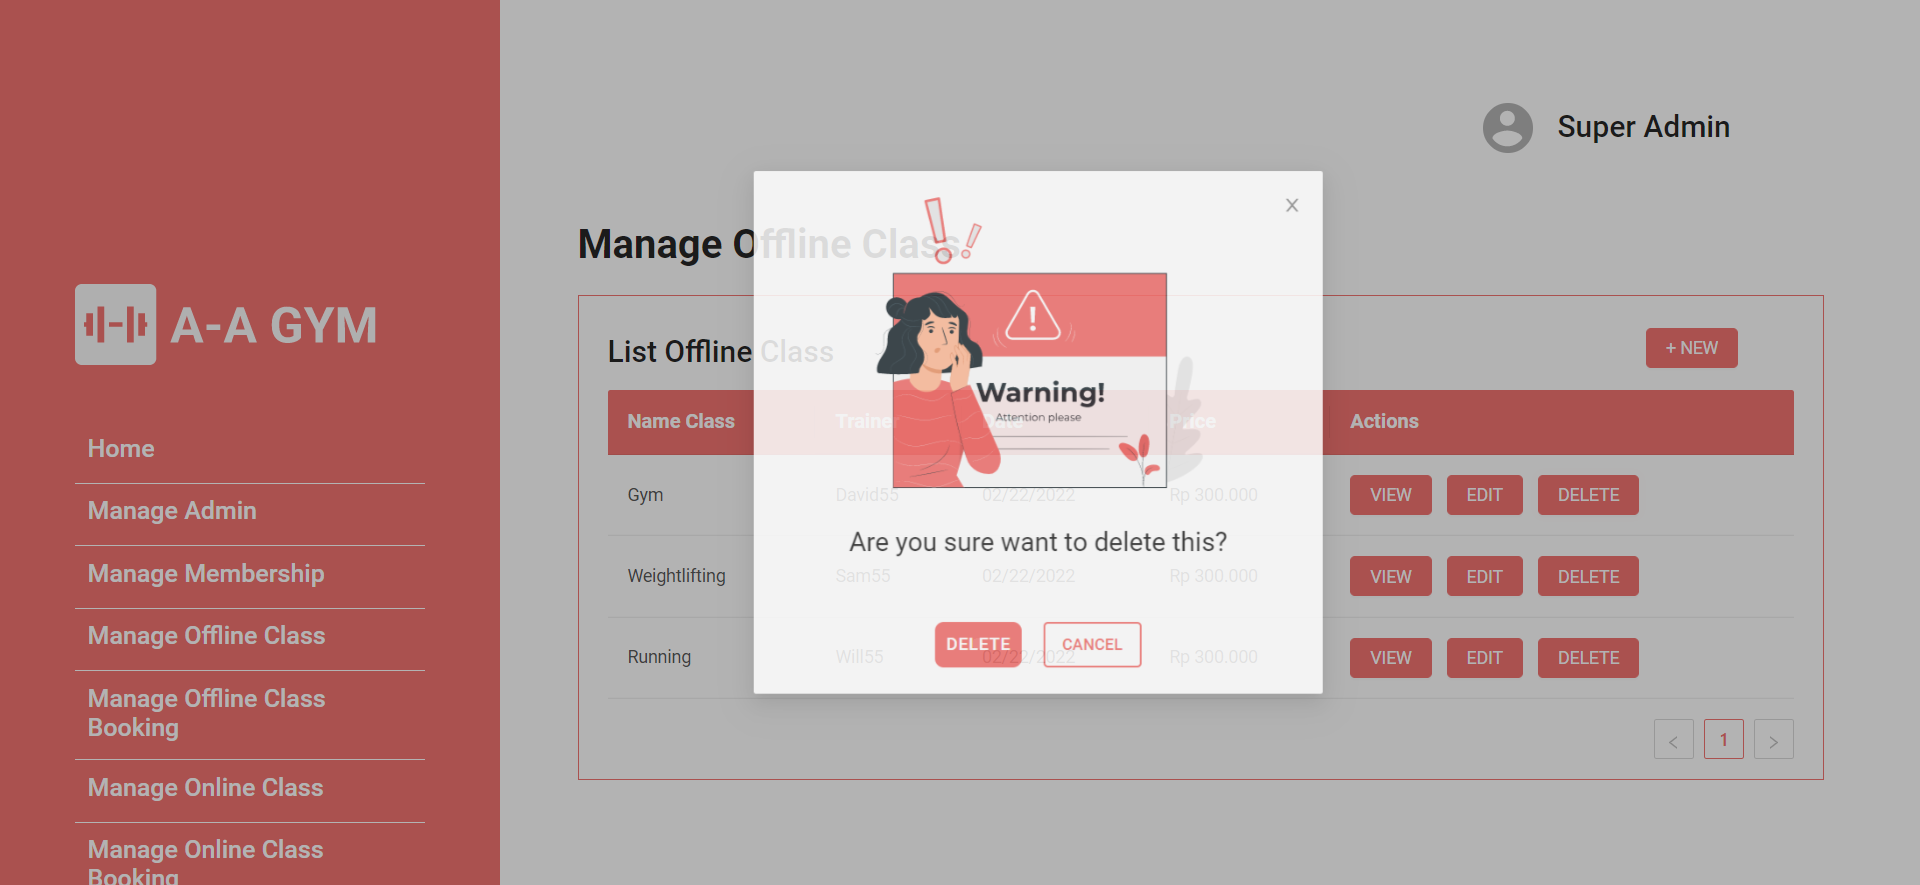 Super Admin
A-A GYM
Home
Manage Admin
Manage Membership
Manage Offline Class
Manage Offline Class
Booking
Manage Online Class
Manage Online Class
Booking
Manage Offline Class
List Offline Class
+ NEW
Name Class Trainer Date Price Actions
Gym David55 02/22/2022 Rp 300.000 VIEW EDIT DELETE
Weightlifting Sam55 02/22/2022 Rp 300.000 VIEW EDIT DELETE
Running Will55 02/22/2022 Rp 300.000 VIEW EDIT DELETE
< 1 >
X
!!
!
Warning!
Attention please
Are you sure want to delete this?
DELETE CANCEL